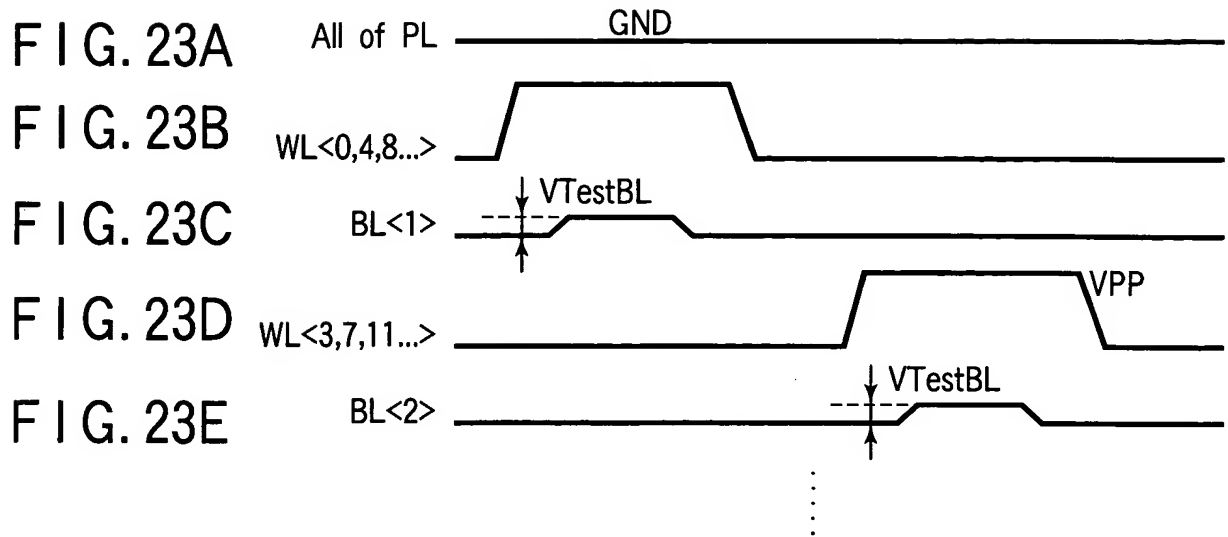 FIG. 23A All of PL GND
FIG. 23B WL<0,4,8...>
FIG. 23C BL<1> VTestBL
FIG. 23D WL<3,7,11...> VPP
FIG. 23E BL<2> VTestBL